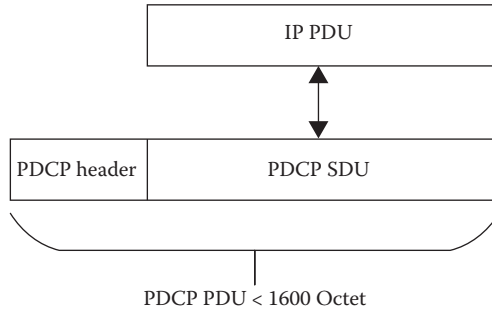 IP PDU
PDCP header
PDCP SDU
PDCP PDU < 1600 Octet